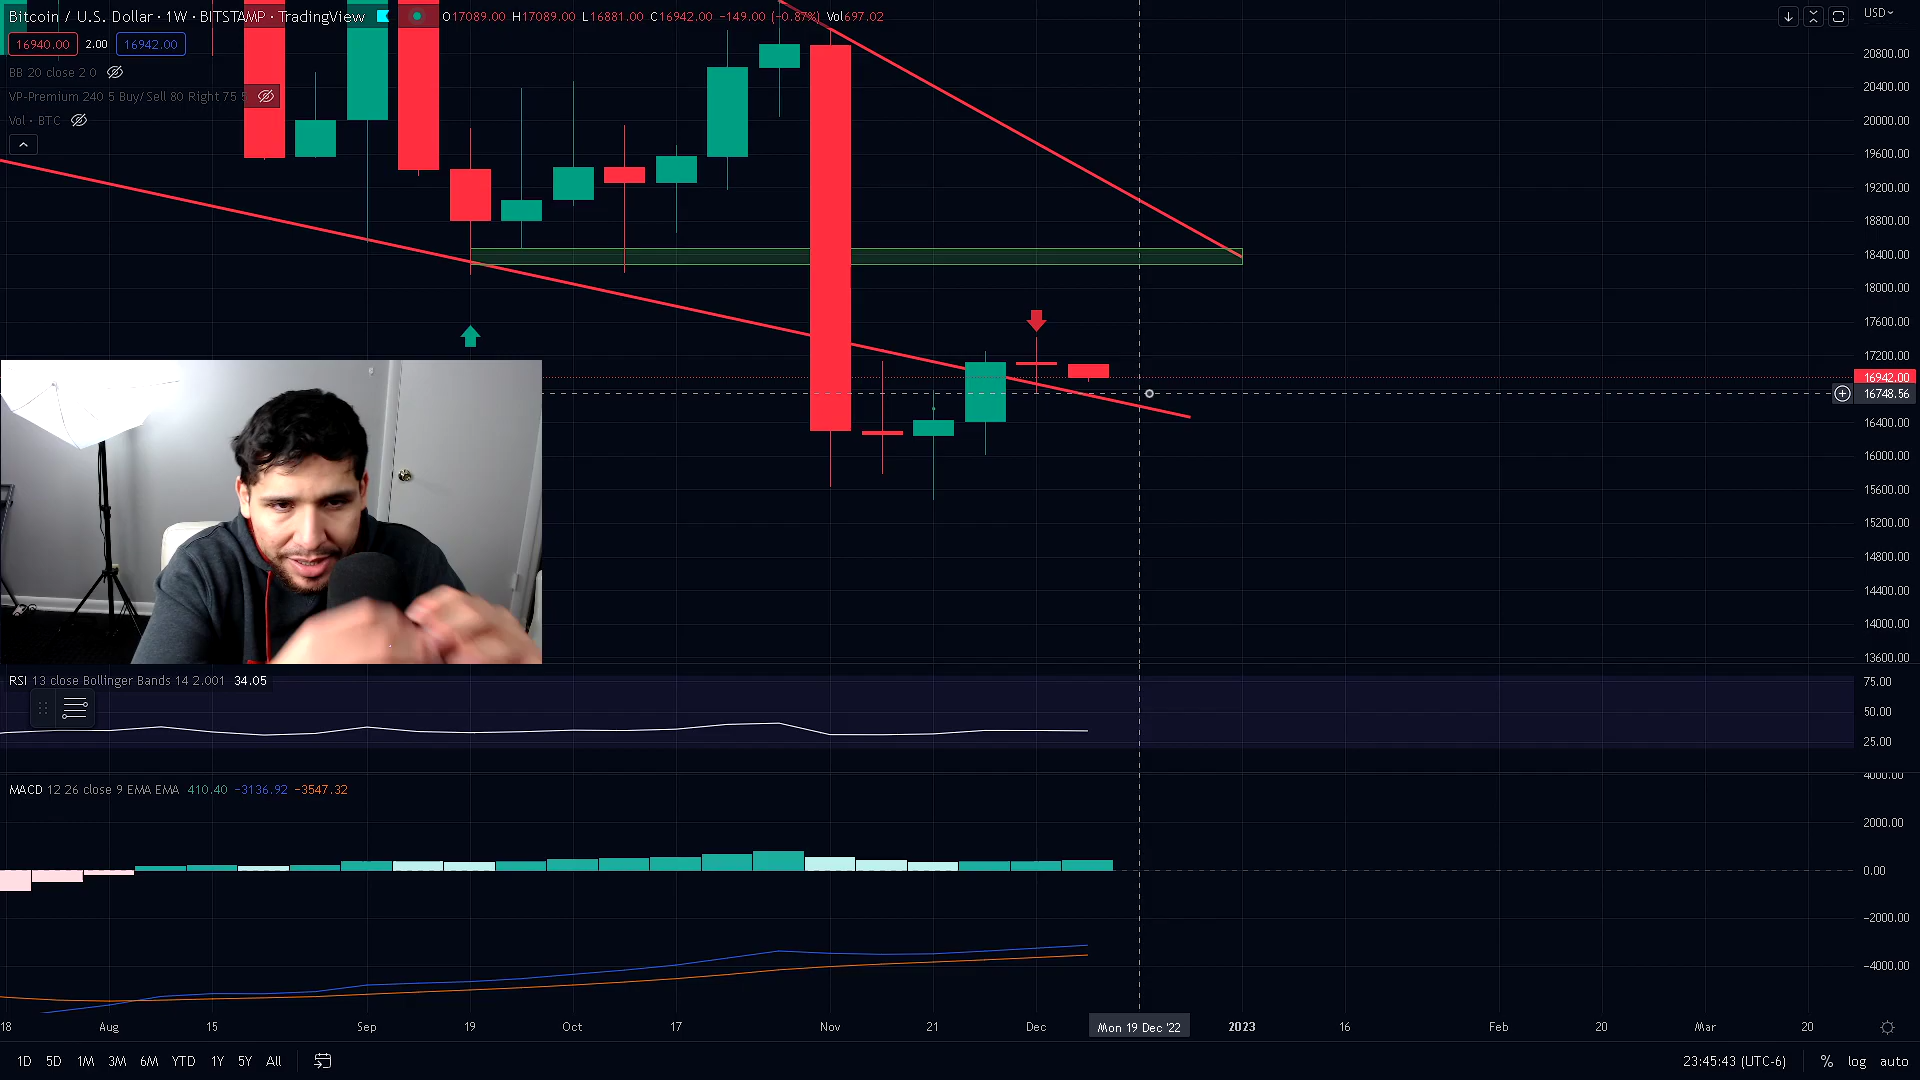 Bitcoin / U.S. Dollar · 1W · BITSTAMP · TradingView O17089.00 H17089.00 L16881.00 C16942.00 −149.00 (−0.87%) Vol697.02
USD
16940.00 2.00 16942.00
BB 20 close 2 0
VP-Premium 240 5 Buy/Sell 80 Right 75 5
Vol · BTC
20800.00
20400.00
20000.00
19600.00
19200.00
18800.00
18400.00
18000.00
17600.00
17200.00
16942.00
16748.56
16400.00
16000.00
15600.00
15200.00
14800.00
14400.00
14000.00
13600.00
RSI 13 close Bollinger Bands 14 2.001 34.05
75.00
50.00
25.00
MACD 12 26 close 9 EMA EMA 410.40 −3136.92 −3547.32
4000.00
2000.00
0.00
−2000.00
−4000.00
18 Aug 15 Sep 19 Oct 17 Nov 21 Dec Mon 19 Dec '22 2023 16 Feb 20 Mar 20
1D 5D 1M 3M 6M YTD 1Y 5Y All 23:45:43 (UTC-6) % log auto